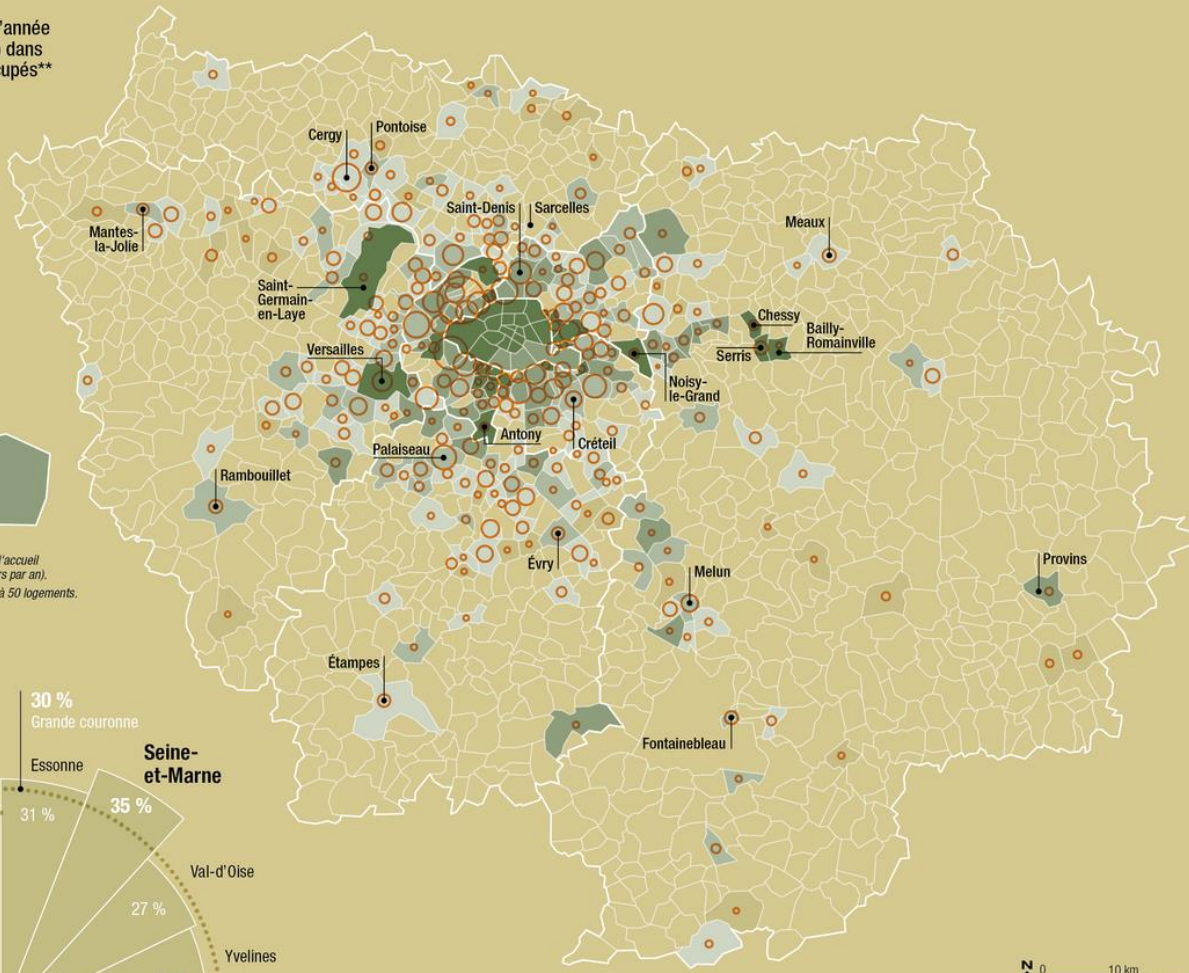 'année
dans
cupés**
Cergy
Pontoise
Saint-Denis
Sarcelles
Mantes-
la-Jolie
Meaux
Saint-
Germain-
en-Laye
Chessy
Bailly-
Romainville
Serris
Versailles
Noisy-
le-Grand
Antony
Créteil
Palaiseau
Rambouillet
l'accueil
rs par an).
à 50 logements.
Évry
Provins
Melun
Étampes
Fontainebleau
30 %
Grande couronne
Essonne
Seine-
et-Marne
31 %
35 %
Val-d'Oise
27 %
Yvelines
N
0
10 km